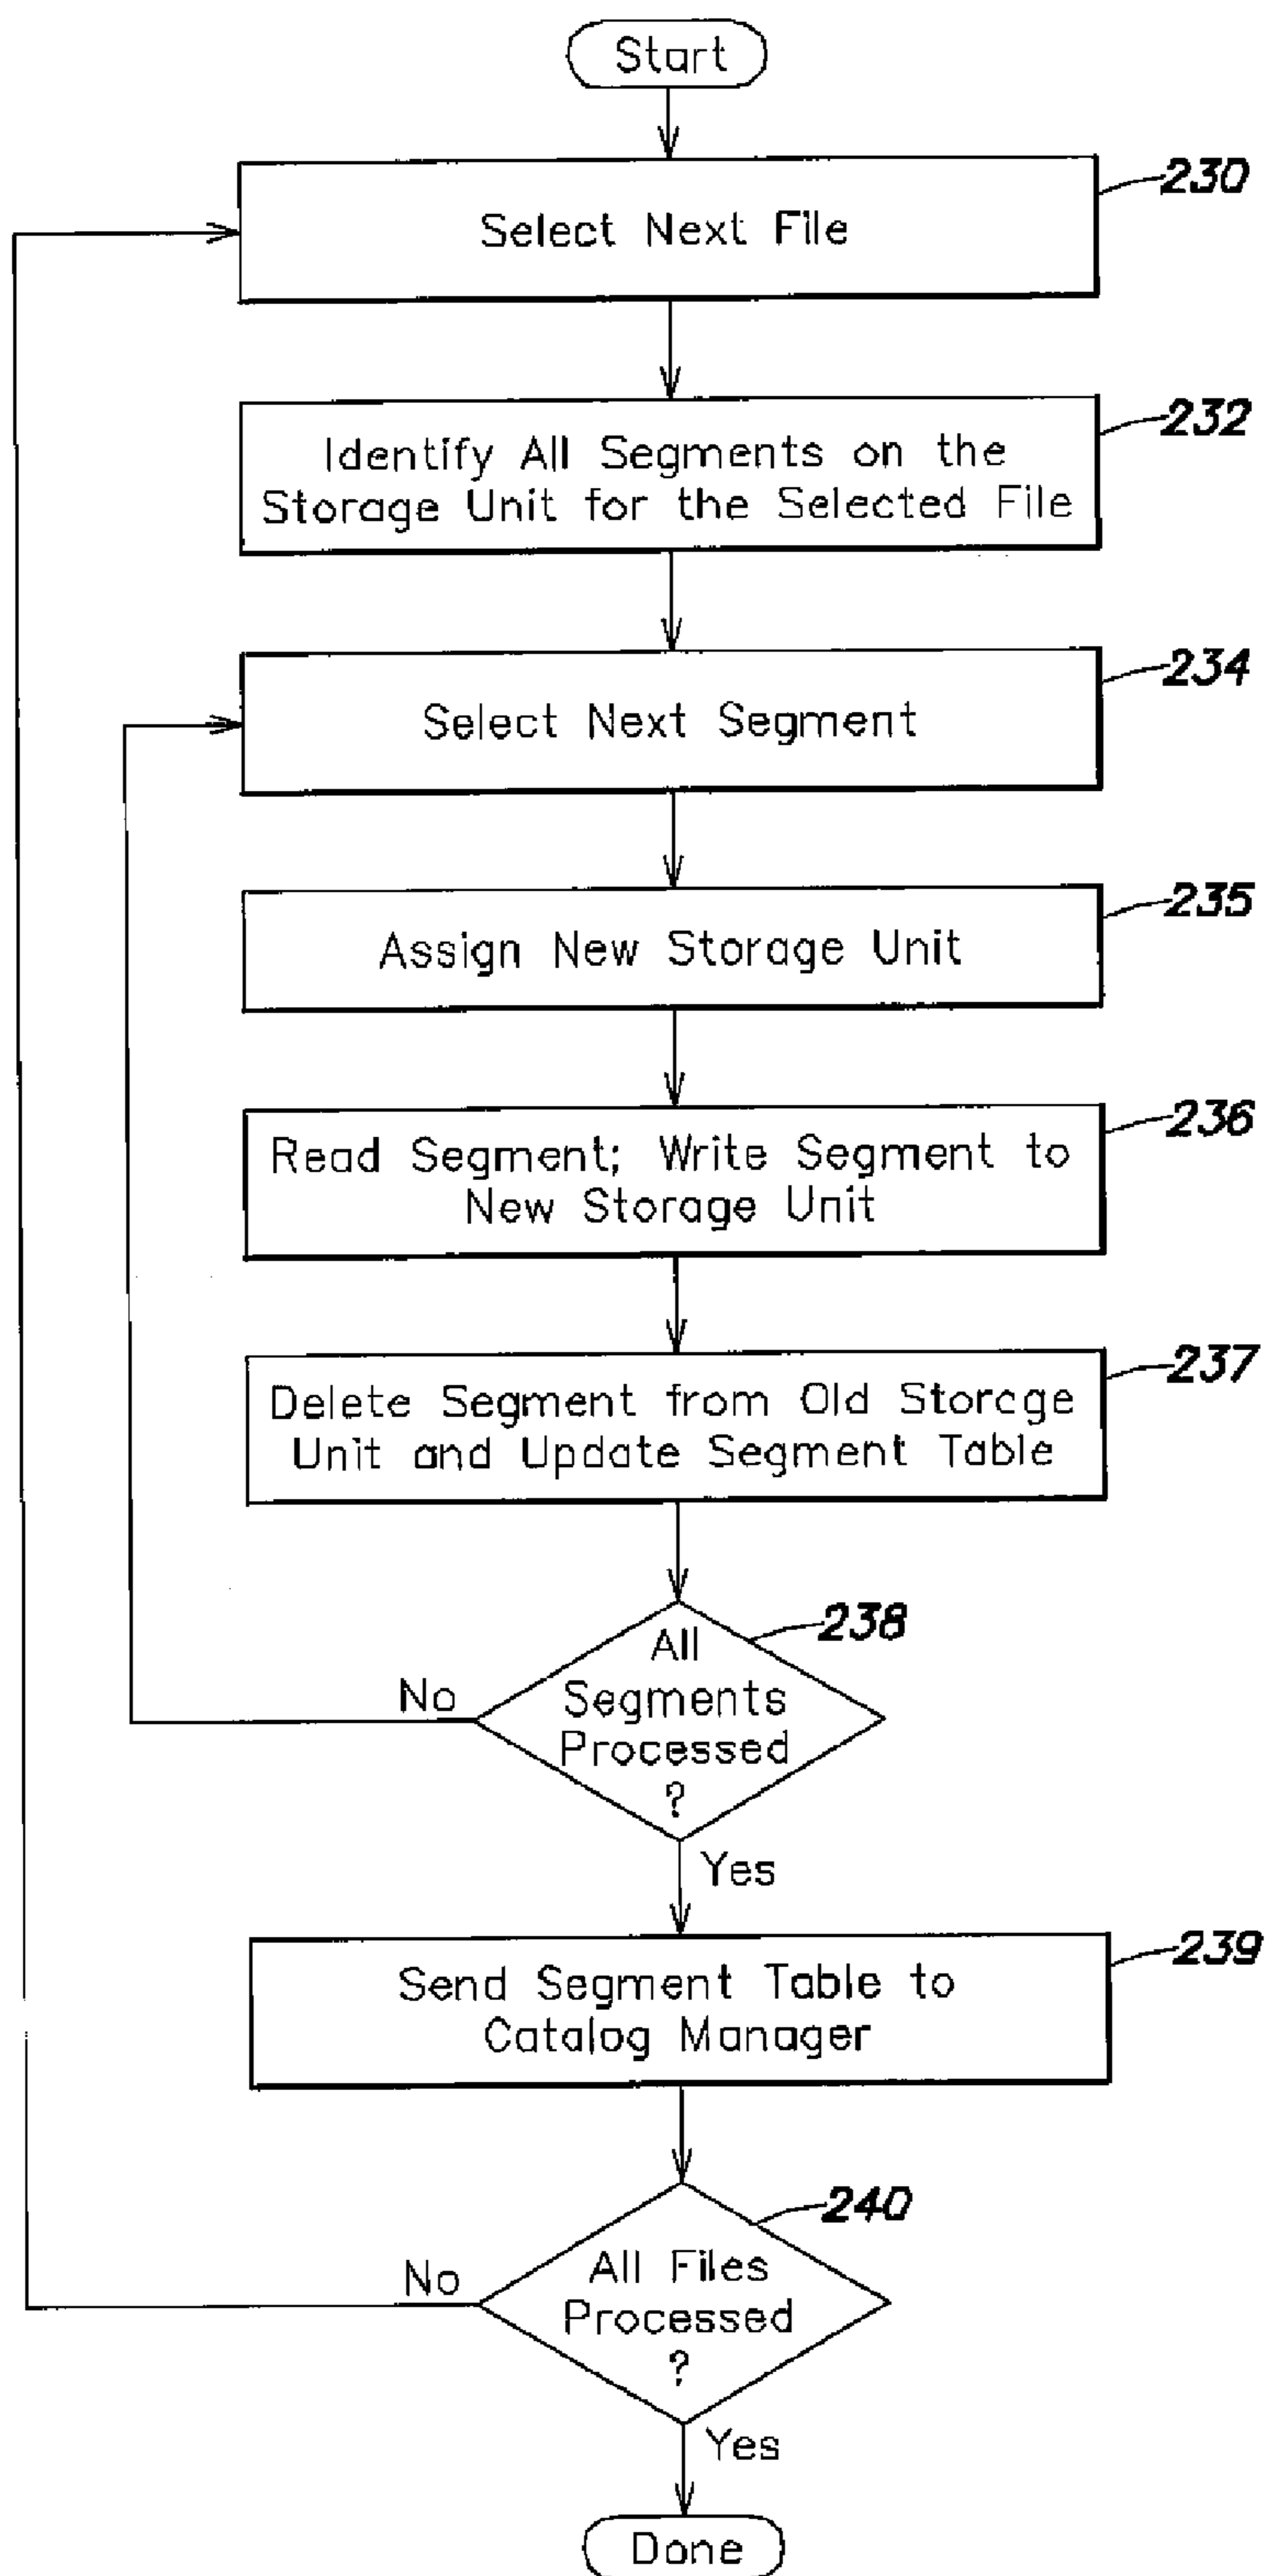 Start
230
Select Next File
232
Identify All Segments on the
Storage Unit for the Selected File
234
Select Next Segment
235
Assign New Storage Unit
236
Read Segment; Write Segment to
New Storage Unit
237
Delete Segment from Old Storage
Unit and Update Segment Table
238
All
Segments
Processed
?
No
Yes
239
Send Segment Table to
Catalog Manager
240
All Files
Processed
?
No
Yes
Done